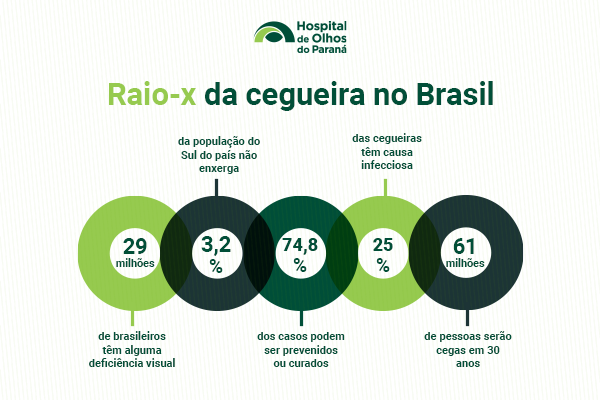 Hospital
de Olhos
do Paraná
Raio-x da cegueira no Brasil
da população do
Sul do país não
enxerga
das cegueiras
têm causa
infecciosa
29
milhões
3,2
%
74,8
%
25
%
61
milhões
de brasileiros
têm alguma
deficiência visual
dos casos podem
ser prevenidos
ou curados
de pessoas serão
cegas em 30
anos